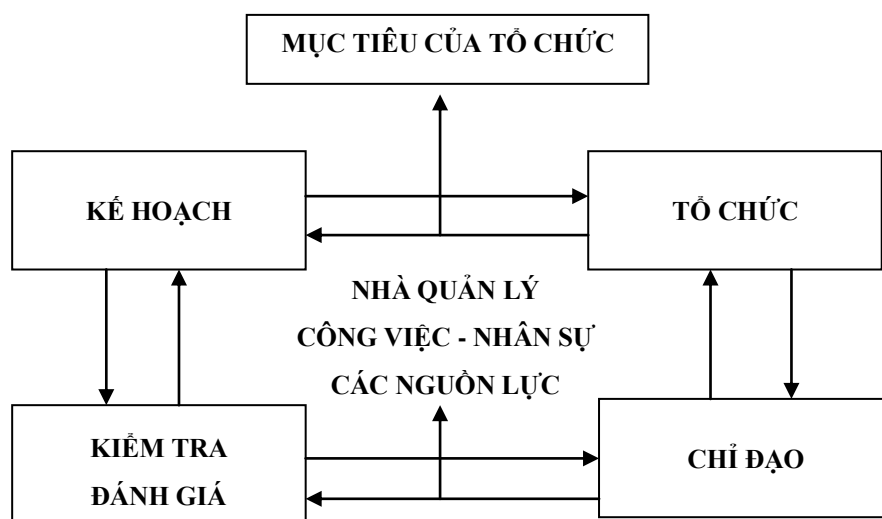 MỤC TIÊU CỦA TỔ CHỨC
KẾ HOẠCH
TỔ CHỨC
NHÀ QUẢN LÝ
CÔNG VIỆC - NHÂN SỰ
CÁC NGUỒN LỰC
KIỂM TRA
ĐÁNH GIÁ
CHỈ ĐẠO